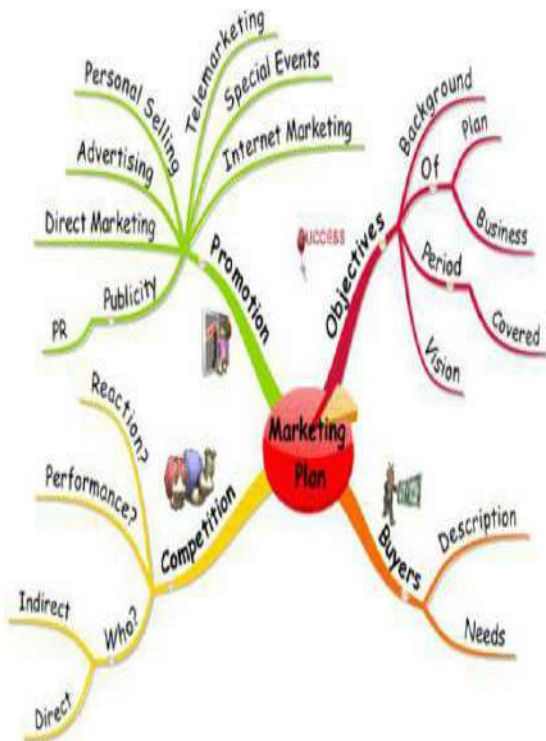 Marketing
Plan
Promotion
Telemarketing
Special Events
Internet Marketing
Personal Selling
Advertising
Direct Marketing
Publicity
PR
Objectives
Background
Of
Plan
Business
Period
Covered
Vision
SUCCESS
Competition
Reaction?
Performance?
Who?
Indirect
Direct
Buyers
Description
Needs